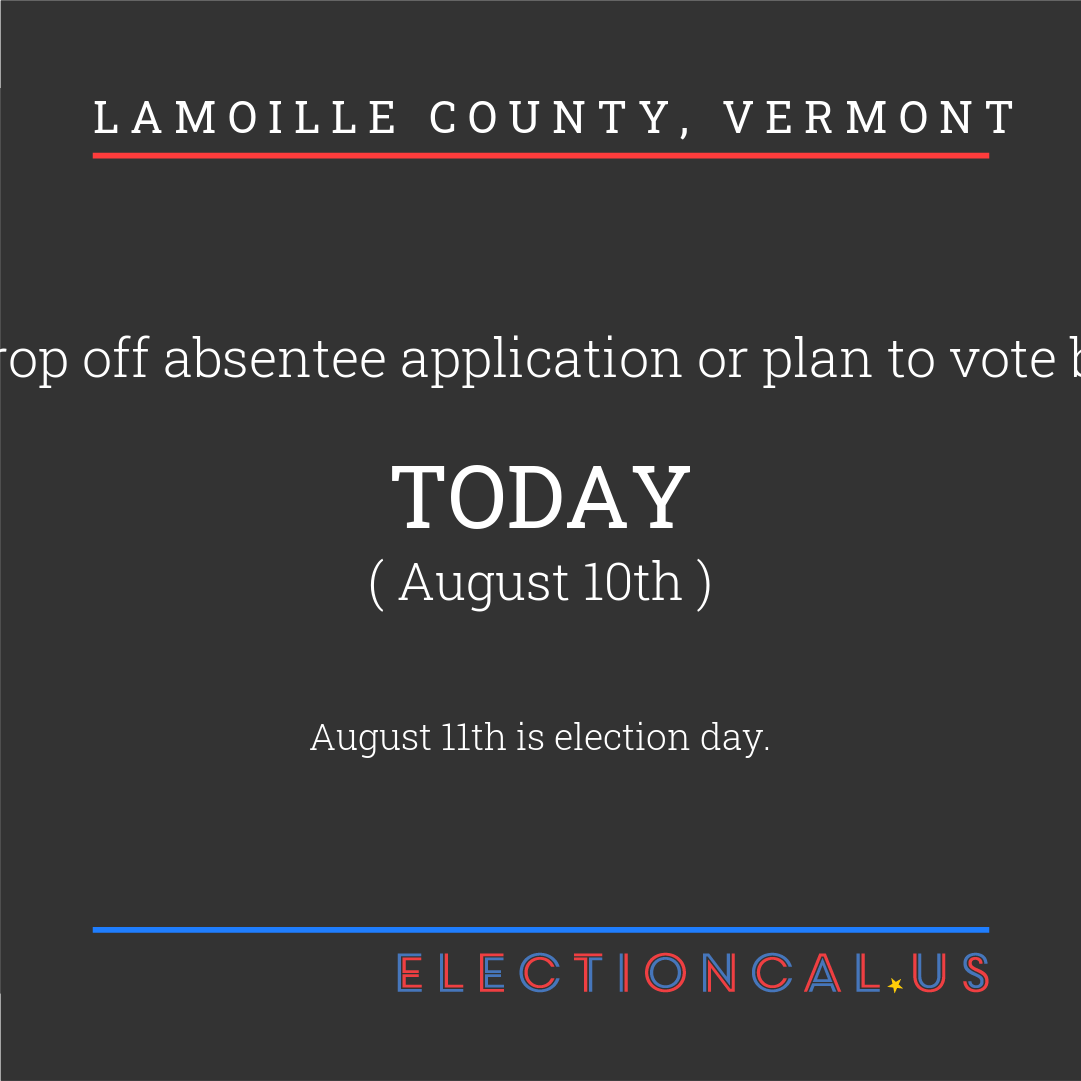 LAMOILLE COUNTY, VERMONT
rop off absentee application or plan to vote b
TODAY
( August 10th )
August 11th is election day.
ELECTIONCAL.US